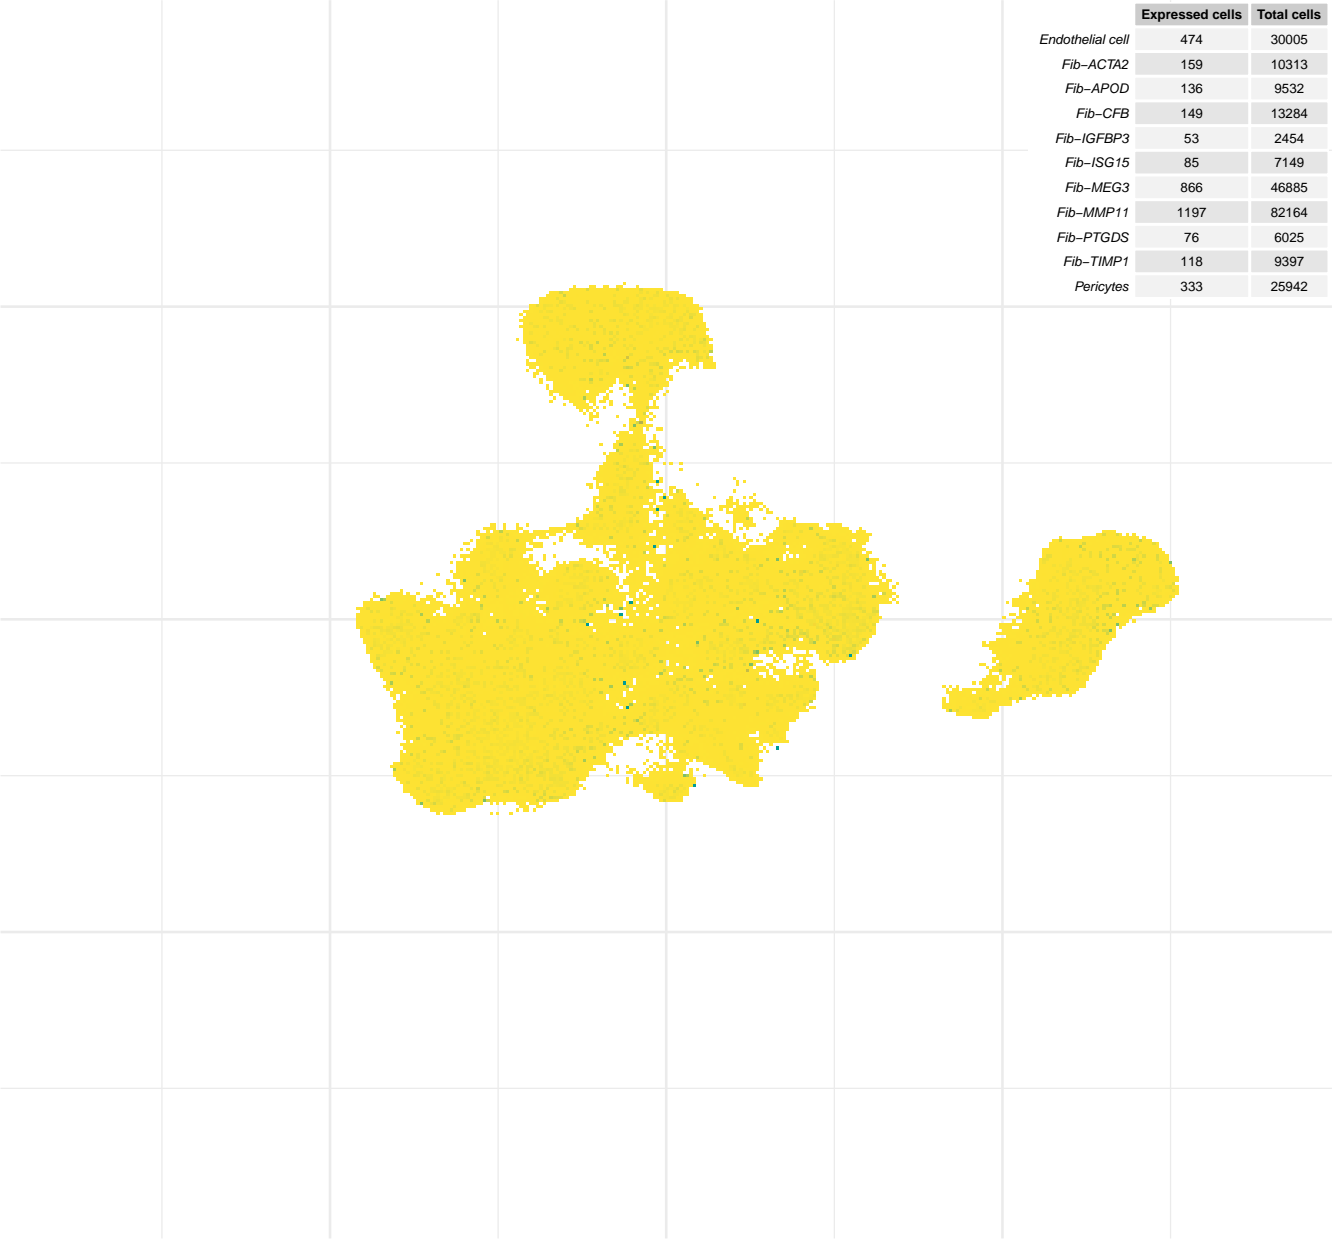 Expressed cells Total cells
Endothelial cell 474 30005
Fib−ACTA2 159 10313
Fib−APOD 136 9532
Fib−CFB 149 13284
Fib−IGFBP3 53 2454
Fib−ISG15 85 7149
Fib−MEG3 866 46885
Fib−MMP11 1197 82164
Fib−PTGDS 76 6025
Fib−TIMP1 118 9397
Pericytes 333 25942